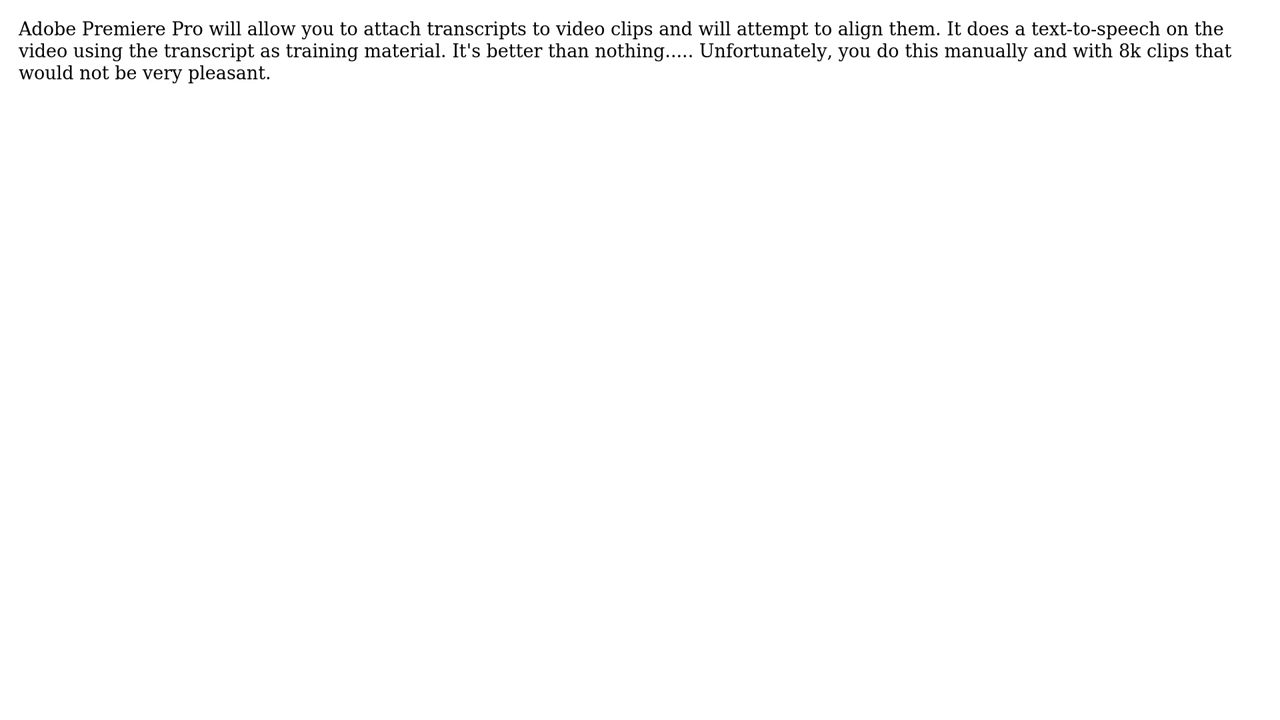 Adobe Premiere Pro will allow you to attach transcripts to video clips and will attempt to align them. It does a text-to-speech on the
video using the transcript as training material. It's better than nothing..... Unfortunately, you do this manually and with 8k clips that
would not be very pleasant.